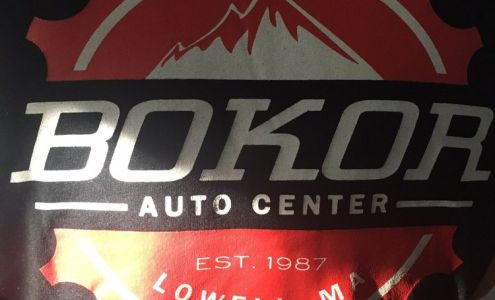 BOKOR
AUTO CENTER
EST. 1987
LOWELL, MA